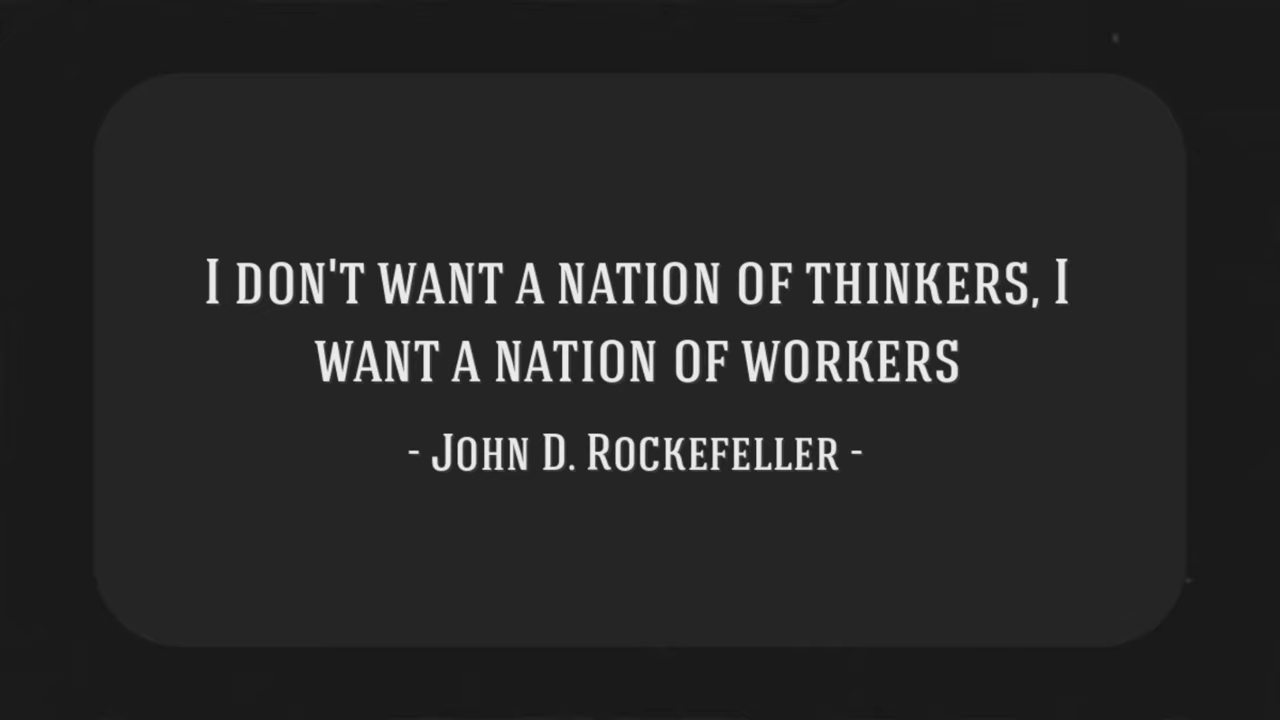 I DON'T WANT A NATION OF THINKERS, I
WANT A NATION OF WORKERS
- JOHN D. ROCKEFELLER -